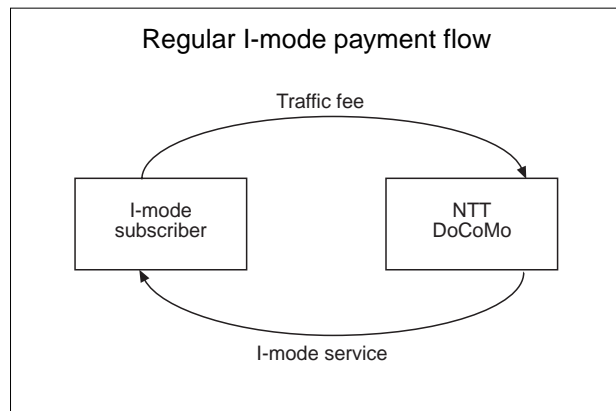 Regular I-mode payment flow
Traffic fee
I-mode
subscriber
NTT
DoCoMo
I-mode service